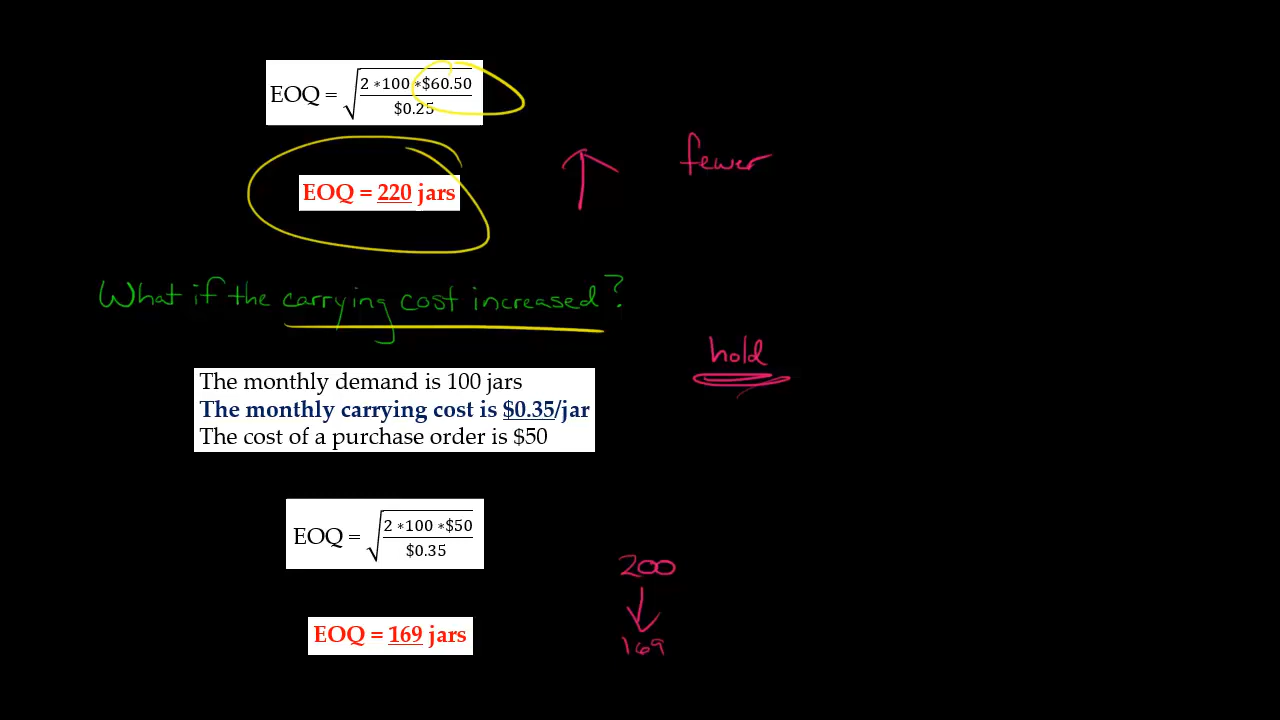 EOQ = √(2 *100 *$60.50 / $0.25)
EOQ = 220 jars
fewer
What if the carrying cost increased?
hold
The monthly demand is 100 jars
The monthly carrying cost is $0.35/jar
The cost of a purchase order is $50
EOQ = √(2 *100 *$50 / $0.35)
200
EOQ = 169 jars
169